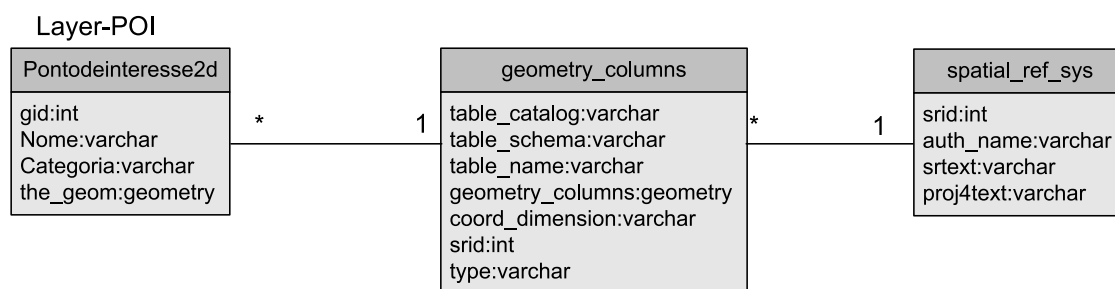 Layer-POI
Pontodeinteresse2d
gid:int
Nome:varchar
Categoria:varchar
the_geom:geometry
*
1
geometry_columns
table_catalog:varchar
table_schema:varchar
table_name:varchar
geometry_columns:geometry
coord_dimension:varchar
srid:int
type:varchar
*
1
spatial_ref_sys
srid:int
auth_name:varchar
srtext:varchar
proj4text:varchar